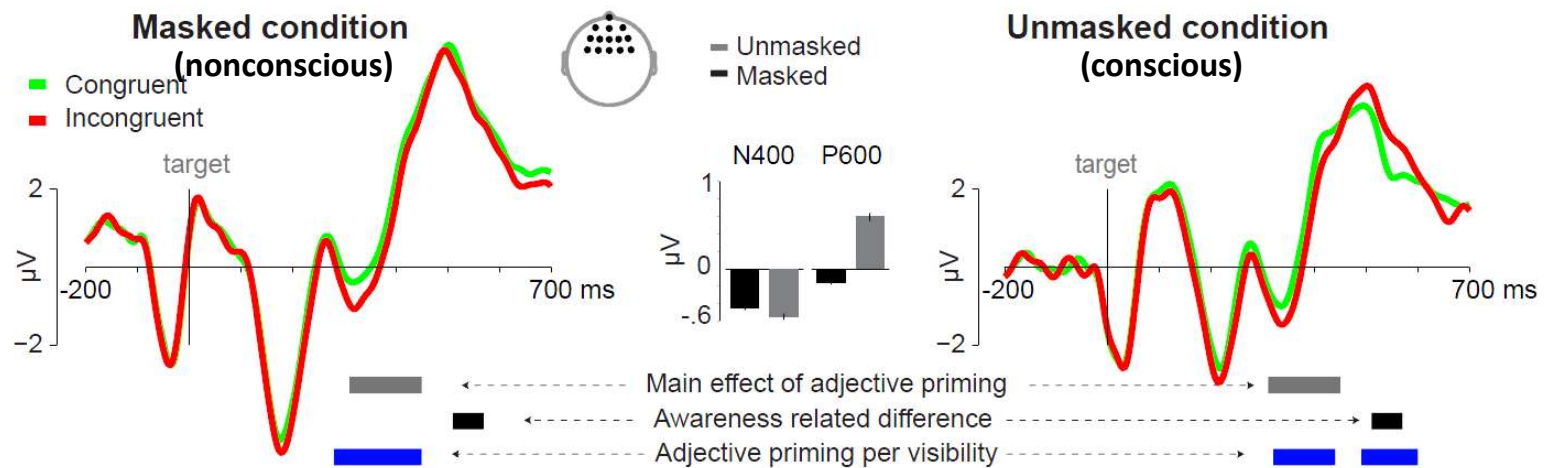 Masked condition
(nonconscious)
Congruent
Incongruent
target
2
μV
-200
700 ms
−2
Unmasked
Masked
N400 P600
1
μV
0
-.6
Unmasked condition
(conscious)
target
2
μV
-200
700 ms
−2
Main effect of adjective priming
Awareness related difference
Adjective priming per visibility